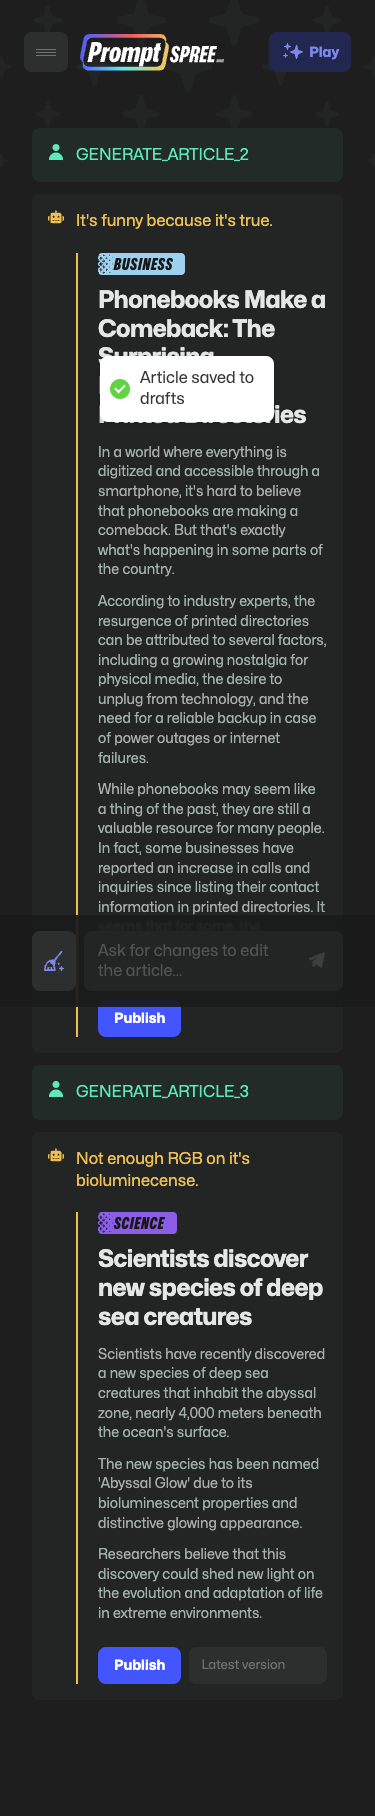 Prompt SPREE
Play
GENERATE_ARTICLE_2
It's funny because it's true.
BUSINESS
Phonebooks Make a
Comeback: The
Surprising
Article saved to
drafts
Printed Directories
In a world where everything is
digitized and accessible through a
smartphone, it's hard to believe
that phonebooks are making a
comeback. But that's exactly
what's happening in some parts of
the country.
According to industry experts, the
resurgence of printed directories
can be attributed to several factors,
including a growing nostalgia for
physical media, the desire to
unplug from technology, and the
need for a reliable backup in case
of power outages or internet
failures.
While phonebooks may seem like
a thing of the past, they are still a
valuable resource for many people.
In fact, some businesses have
reported an increase in calls and
inquiries since listing their contact
information in printed directories. It
seems that for some, the
Ask for changes to edit
the article...
Publish
GENERATE_ARTICLE_3
Not enough RGB on it's
bioluminecense.
SCIENCE
Scientists discover
new species of deep
sea creatures
Scientists have recently discovered
a new species of deep sea
creatures that inhabit the abyssal
zone, nearly 4,000 meters beneath
the ocean's surface.
The new species has been named
'Abyssal Glow' due to its
bioluminescent properties and
distinctive glowing appearance.
Researchers believe that this
discovery could shed new light on
the evolution and adaptation of life
in extreme environments.
Publish
Latest version